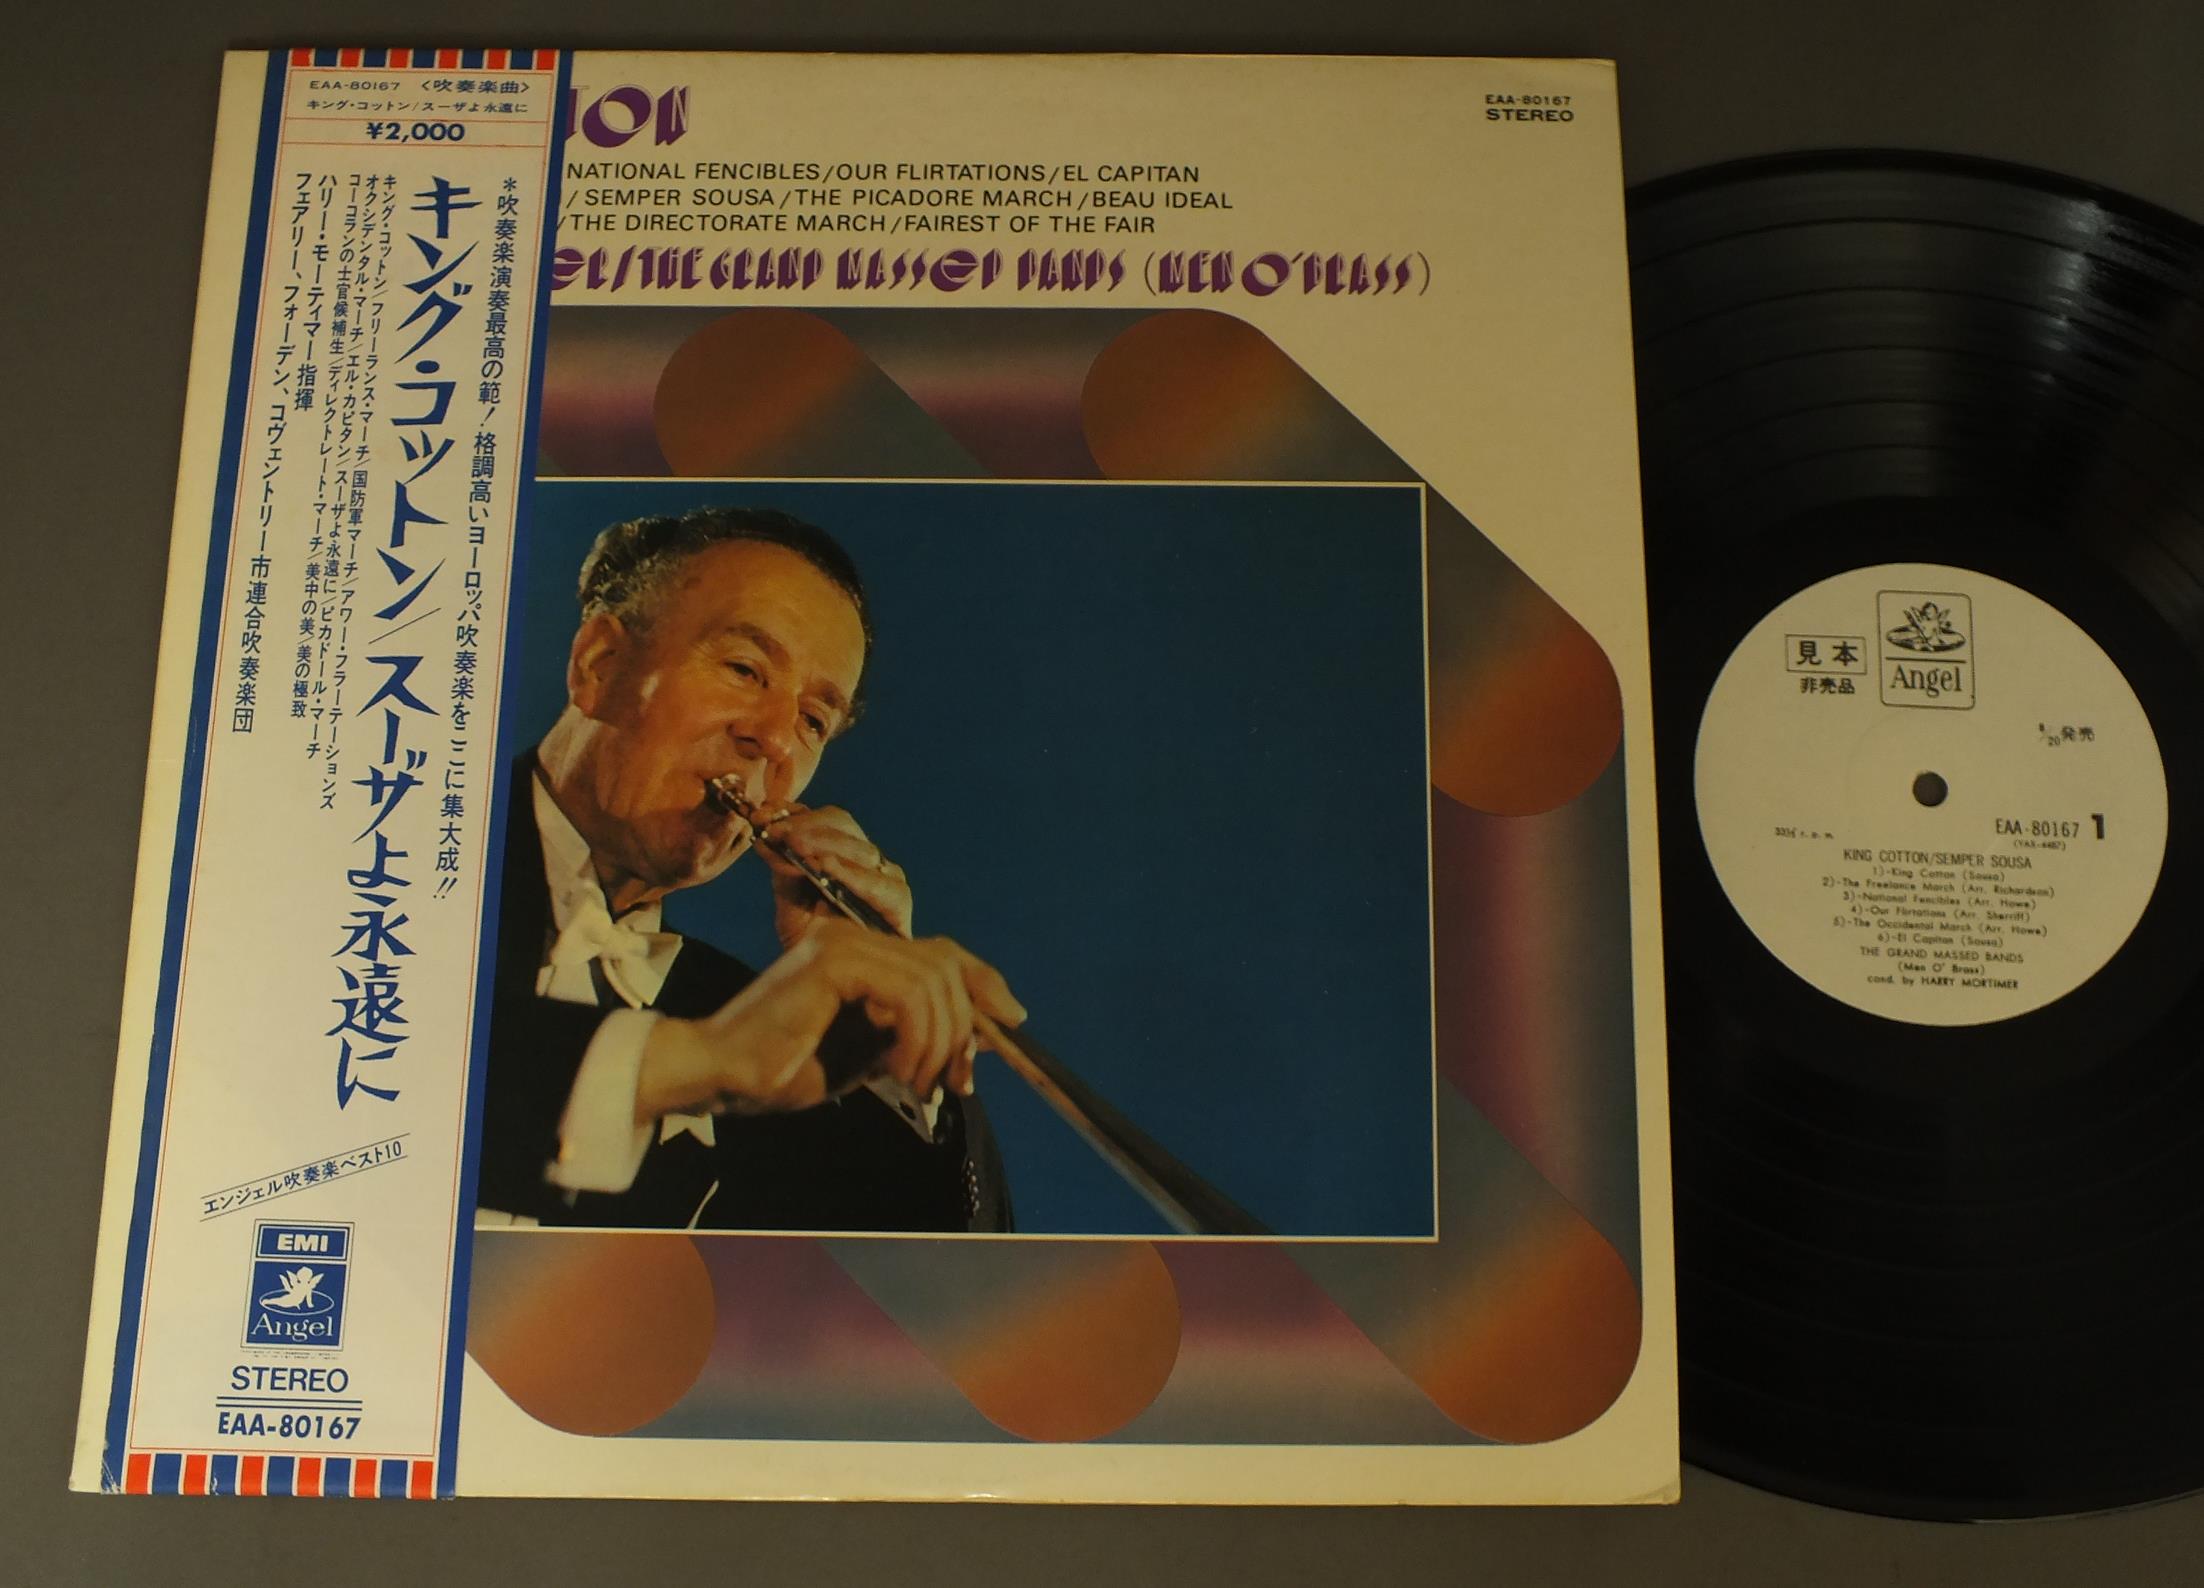 EAA-80167 〈吹奏楽曲〉
キング・コットン/スーザよ永遠に
¥2,000
*吹奏楽演奏最高の範!格調高いヨーロッパ吹奏楽をここに集大成!!
キング・コットン/スーザよ永遠に
キング・コットン/フリーランス・マーチ/国防軍マーチ/アワー・フラーテーションズ
オクシデンタル・マーチ/エル・カピタン/スーザよ永遠に/ピカドール・マーチ
コーコランの士官候補生/ディレクトレート・マーチ/美中の美/美の極致
ハリー・モーティマー指揮
フェアリー、フォーデン、コヴェントリー市連合吹奏楽団
エンジェル吹奏楽ベスト10
EMI
Angel
STEREO
EAA-80167
TON
EAA-80167
STEREO
NATIONAL FENCIBLES/OUR FLIRTATIONS/EL CAPITAN
/SEMPER SOUSA/THE PICADORE MARCH/BEAU IDEAL
/THE DIRECTORATE MARCH/FAIREST OF THE FAIR
ER/THE GRAND MASSED BANDS (MEN O'BRASS)
見本
非売品
Angel
8/20発売
33⅓ r. p. m.
EAA-80167 1
(YAX-4487)
KING COTTON/SEMPER SOUSA
1)-King Cotton (Sousa)
2)-The Freelance March (Arr. Richardson)
3)-National Fencibles (Arr. Howe)
4)-Our Flirtations (Arr. Sherriff)
5)-The Occidental March (Arr. Howe)
6)-El Capitan (Sousa)
THE GRAND MASSED BANDS
(Men O' Brass)
cond. by HARRY MORTIMER